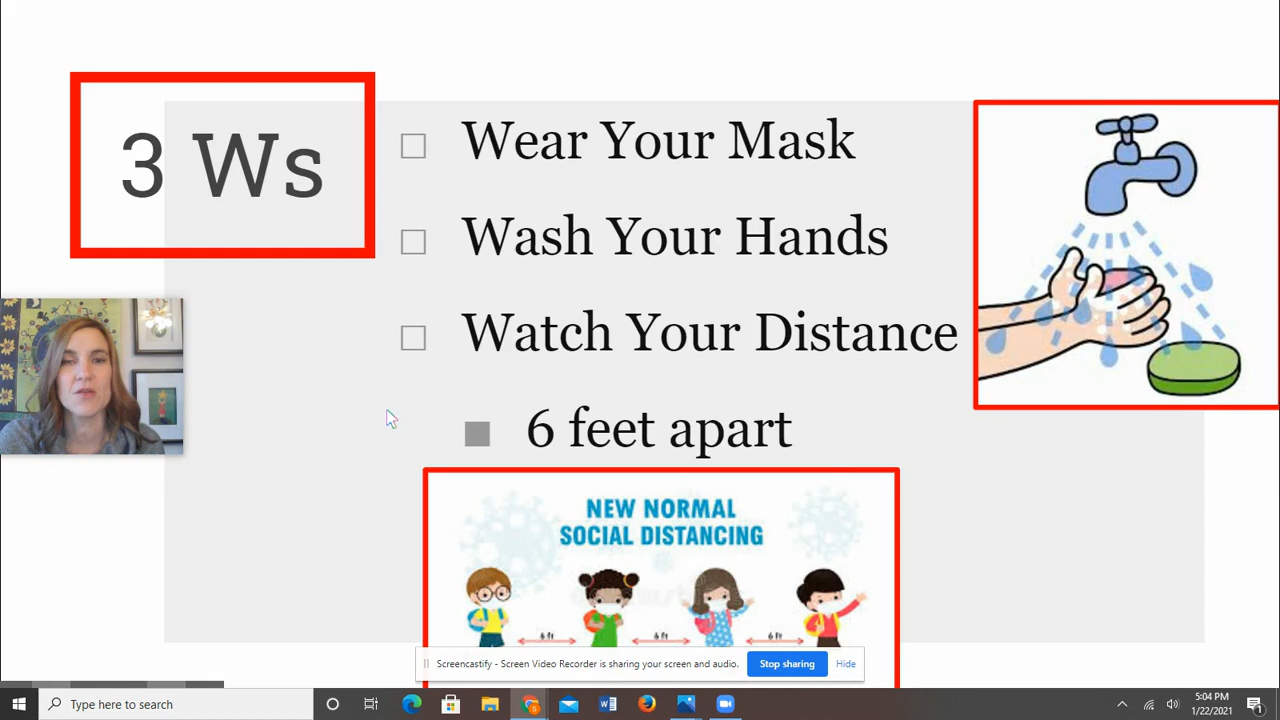 3 Ws
Wear Your Mask
Wash Your Hands
Watch Your Distance
6 feet apart
NEW NORMAL
SOCIAL DISTANCING
6 ft 6 ft 6 ft
Screencastify - Screen Video Recorder is sharing your screen and audio. Stop sharing Hide
Type here to search
5:04 PM
1/22/2021